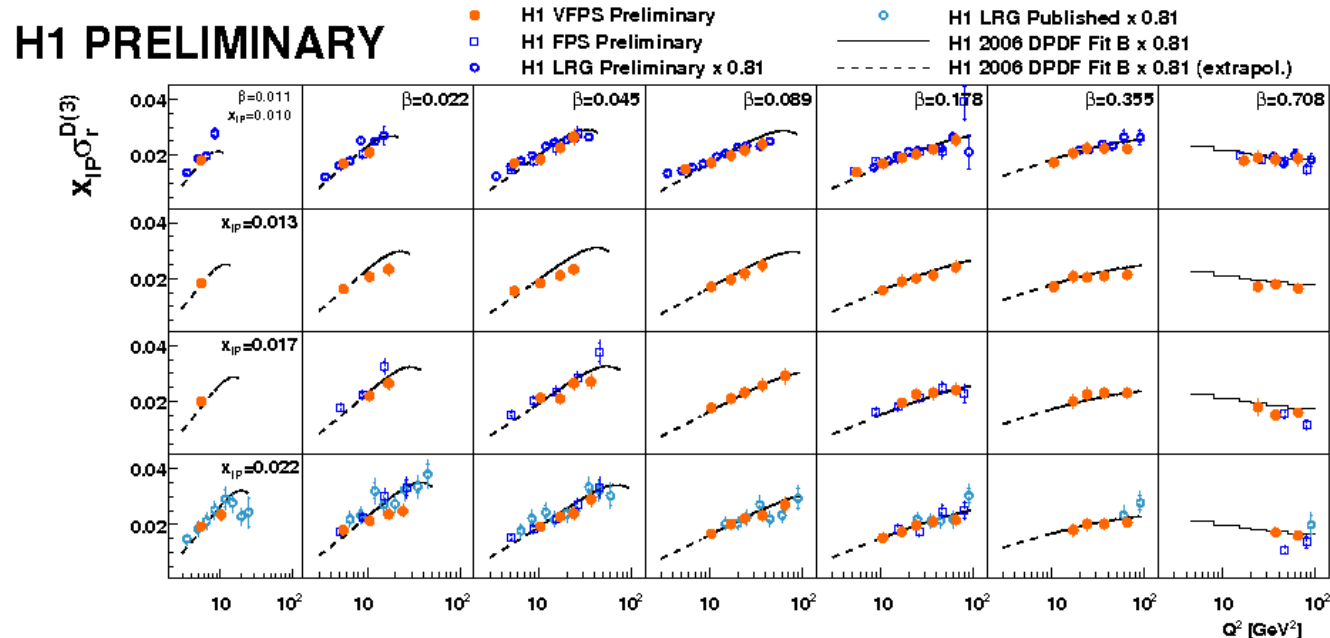 H1 PRELIMINARY
H1 VFPS Preliminary
H1 FPS Preliminary
H1 LRG Preliminary x 0.81
H1 LRG Published x 0.81
H1 2006 DPDF Fit B x 0.81
H1 2006 DPDF Fit B x 0.81 (extrapol.)
x_IP σ_r^D(3)
0.04
0.02
β=0.011
x_IP=0.010
β=0.022
β=0.045
β=0.089
β=0.178
β=0.355
β=0.708
0.04
0.02
x_IP=0.013
0.04
0.02
x_IP=0.017
0.04
0.02
x_IP=0.022
10 10² 10 10² 10 10² 10 10² 10 10² 10 10² 10 10²
Q² [GeV²]